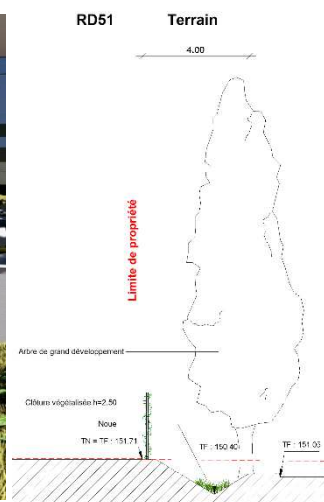 RD51 Terrain
4.00
Limite de propriété
Arbre de grand développement
Clôture végétalisée h=2.50
Noue
TN = TF : 151.71
TF : 150.40
TF : 151.05